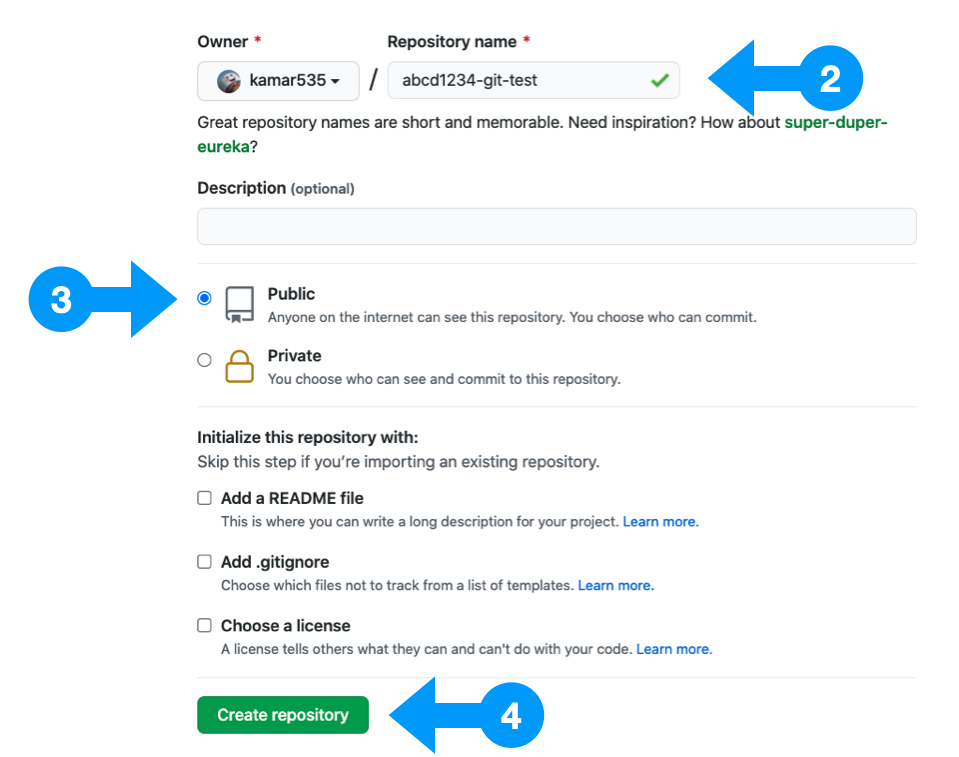 Owner * Repository name *
kamar535 / abcd1234-git-test
2
Great repository names are short and memorable. Need inspiration? How about super-duper-
eureka?
Description (optional)
3
Public
Anyone on the internet can see this repository. You choose who can commit.
Private
You choose who can see and commit to this repository.
Initialize this repository with:
Skip this step if you’re importing an existing repository.
Add a README file
This is where you can write a long description for your project. Learn more.
Add .gitignore
Choose which files not to track from a list of templates. Learn more.
Choose a license
A license tells others what they can and can't do with your code. Learn more.
Create repository
4